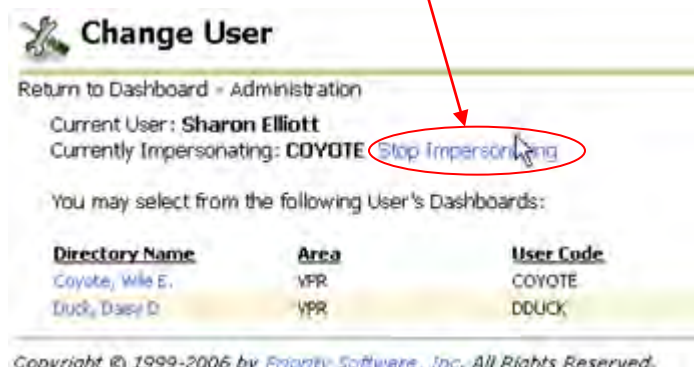 Change User
Return to Dashboard - Administration
Current User: Sharon Elliott
Currently Impersonating: COYOTE Stop Impersonating
You may select from the following User's Dashboards:
Directory Name Area User Code
Coyote, Wile E. VPR COYOTE
Duck, Daisy D VPR DDUCK
Copyright © 1999-2006 by Software, Inc. All Rights Reserved.